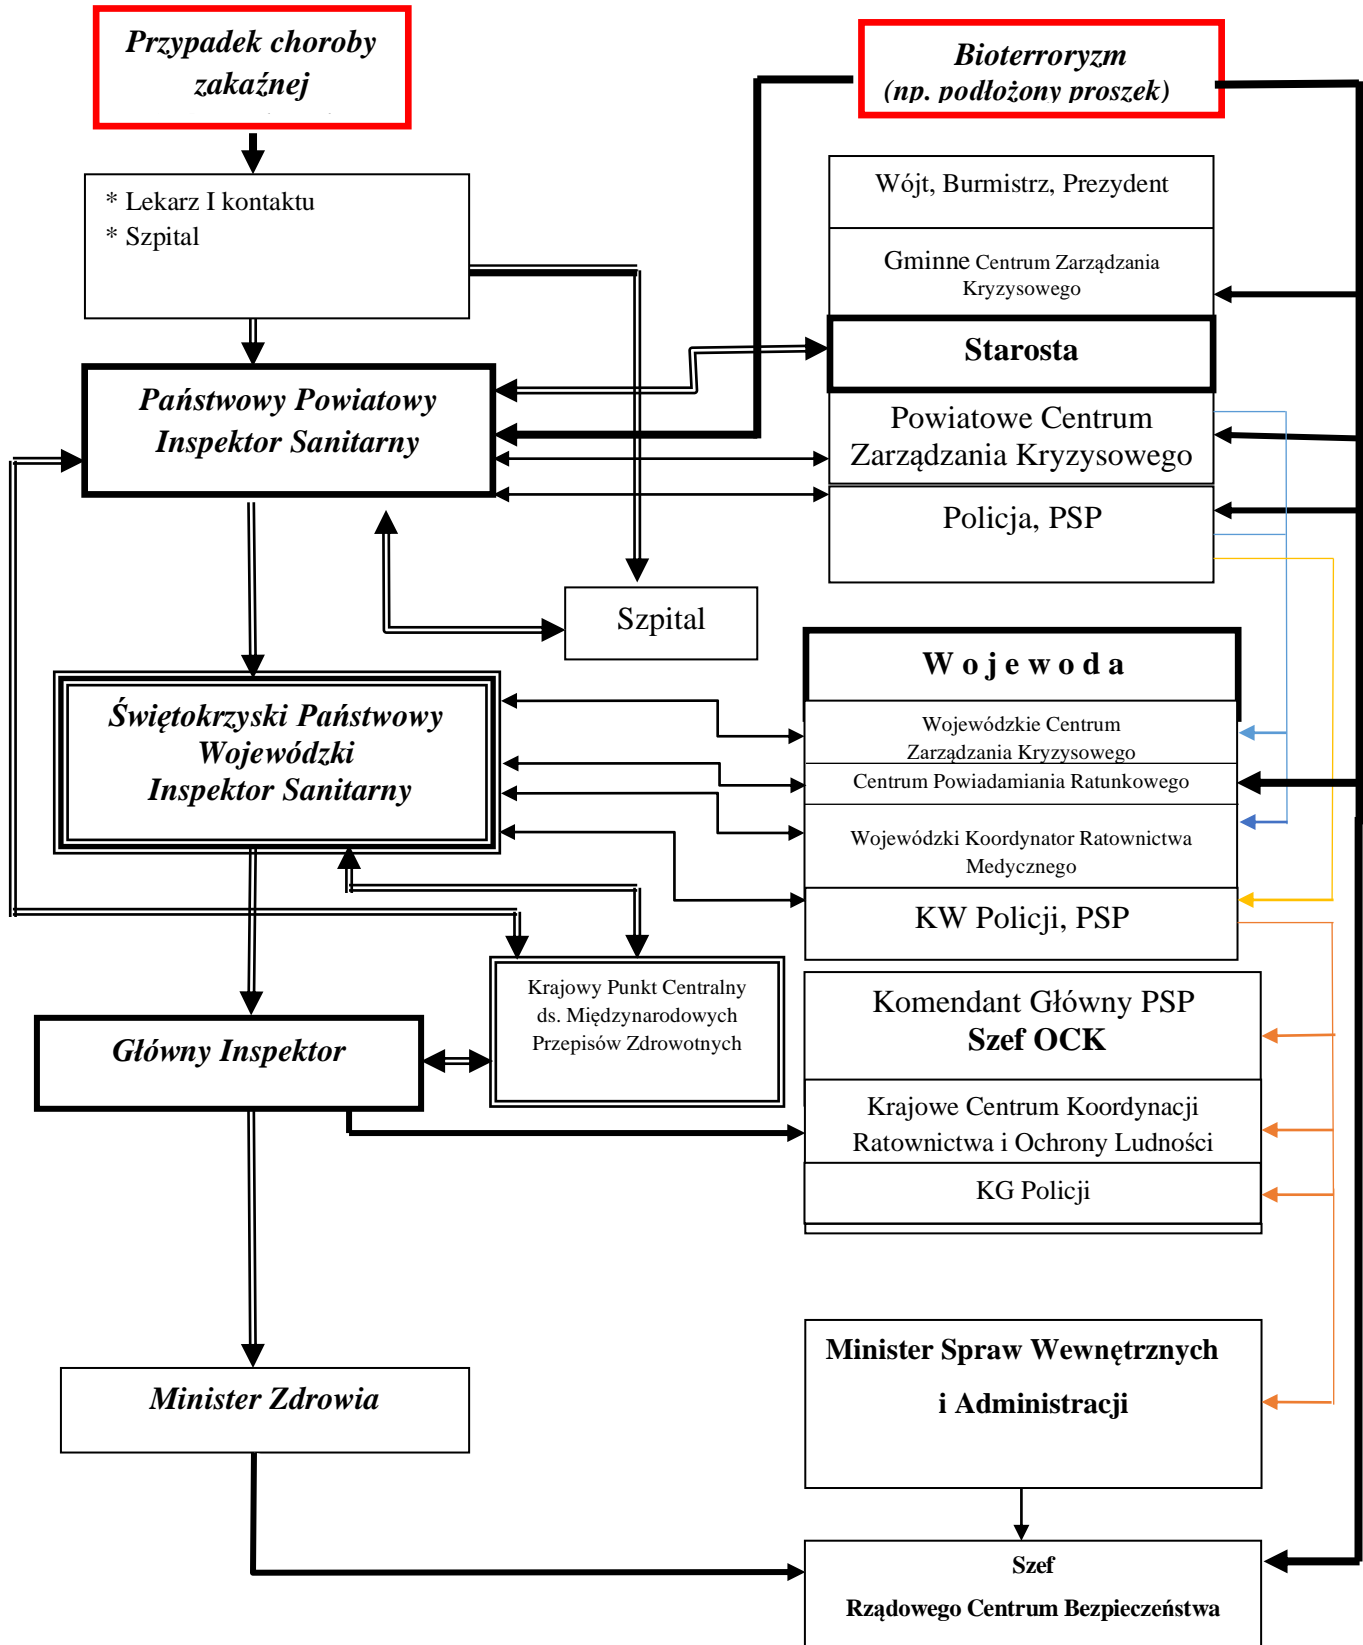 Przypadek choroby
zakaźnej
Bioterroryzm
(np. podłożony proszek)
* Lekarz I kontaktu
* Szpital
Wójt, Burmistrz, Prezydent
Gminne Centrum Zarządzania
Kryzysowego
Starosta
Państwowy Powiatowy
Inspektor Sanitarny
Powiatowe Centrum
Zarządzania Kryzysowego
Policja, PSP
Szpital
W o j e w o d a
Świętokrzyski Państwowy
Wojewódzki
Inspektor Sanitarny
Wojewódzkie Centrum
Zarządzania Kryzysowego
Centrum Powiadamiania Ratunkowego
Wojewódzki Koordynator Ratownictwa
Medycznego
KW Policji, PSP
Krajowy Punkt Centralny
ds. Międzynarodowych
Przepisów Zdrowotnych
Komendant Główny PSP
Szef OCK
Główny Inspektor
Krajowe Centrum Koordynacji
Ratownictwa i Ochrony Ludności
KG Policji
Minister Spraw Wewnętrznych
i Administracji
Minister Zdrowia
Szef
Rządowego Centrum Bezpieczeństwa